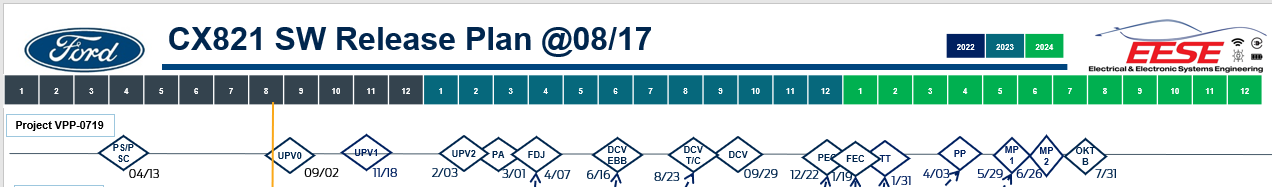 Ford
CX821 SW Release Plan @08/17
2022 2023 2024
EESE
Electrical & Electronic Systems Engineering
1 2 3 4 5 6 7 8 9 10 11 12 1 2 3 4 5 6 7 8 9 10 11 12 1 2 3 4 5 6 7 8 9 10 11 12
Project VPP-0719
PS/P
SC
04/13
UPV0
09/02
UPV1
11/18
UPV2
2/03
PA
3/01
FDJ
4/07
DCV
EBB
6/16
DCV
T/C
8/23
DCV
09/29
PEC
12/22
FEC
1/19
TT
1/31
PP
4/03
MP
1
5/29
MP
2
6/26
OKT
B
7/31